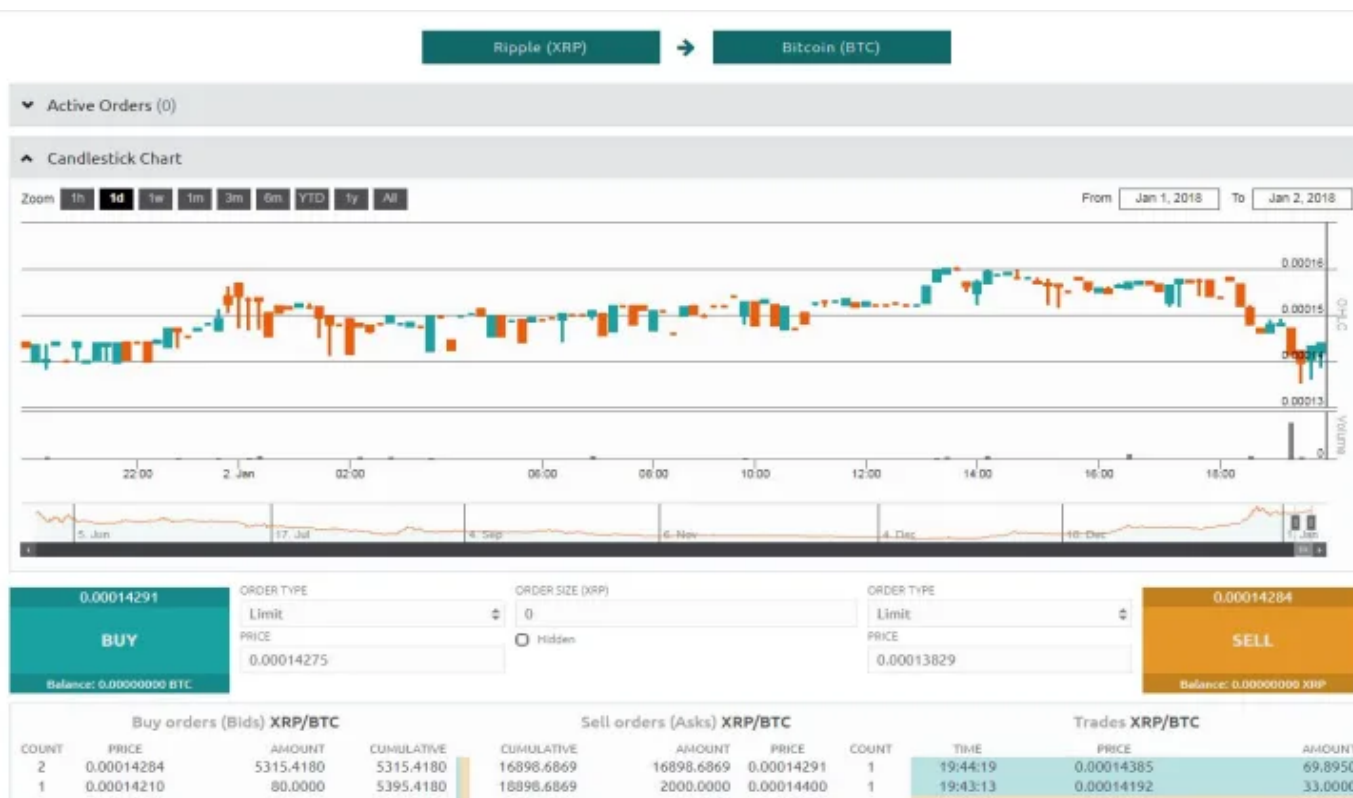 Ripple (XRP) → Bitcoin (BTC)
Active Orders (0)
Candlestick Chart
Zoom 1h 1d 1w 1m 3m 6m YTD 1y All From Jan 1, 2018 To Jan 2, 2018
0.00016
OHLC
0.00015
0.00014
0.00013
Volume
0
22:00 2. Jan 02:00 06:00 08:00 10:00 12:00 14:00 16:00 18:00
5. Jun 17. Jul 4. Sep 6. Nov 4. Dec 18. Dec 1. Jan
0.00014291 ORDER TYPE ORDER SIZE (XRP) ORDER TYPE 0.00014284
Limit 0 Limit
BUY PRICE Hidden PRICE SELL
0.00014275 0.00013829
Balance: 0.00000000 BTC Balance: 0.00000000 XRP
Buy orders (Bids) XRP/BTC Sell orders (Asks) XRP/BTC Trades XRP/BTC
COUNT PRICE AMOUNT CUMULATIVE CUMULATIVE AMOUNT PRICE COUNT TIME PRICE AMOUNT
2 0.00014284 5315.4180 5315.4180 16898.6869 16898.6869 0.00014291 1 19:44:19 0.00014385 69.8950
1 0.00014210 80.0000 5395.4180 18898.6869 2000.0000 0.00014400 1 19:43:13 0.00014192 33.0000